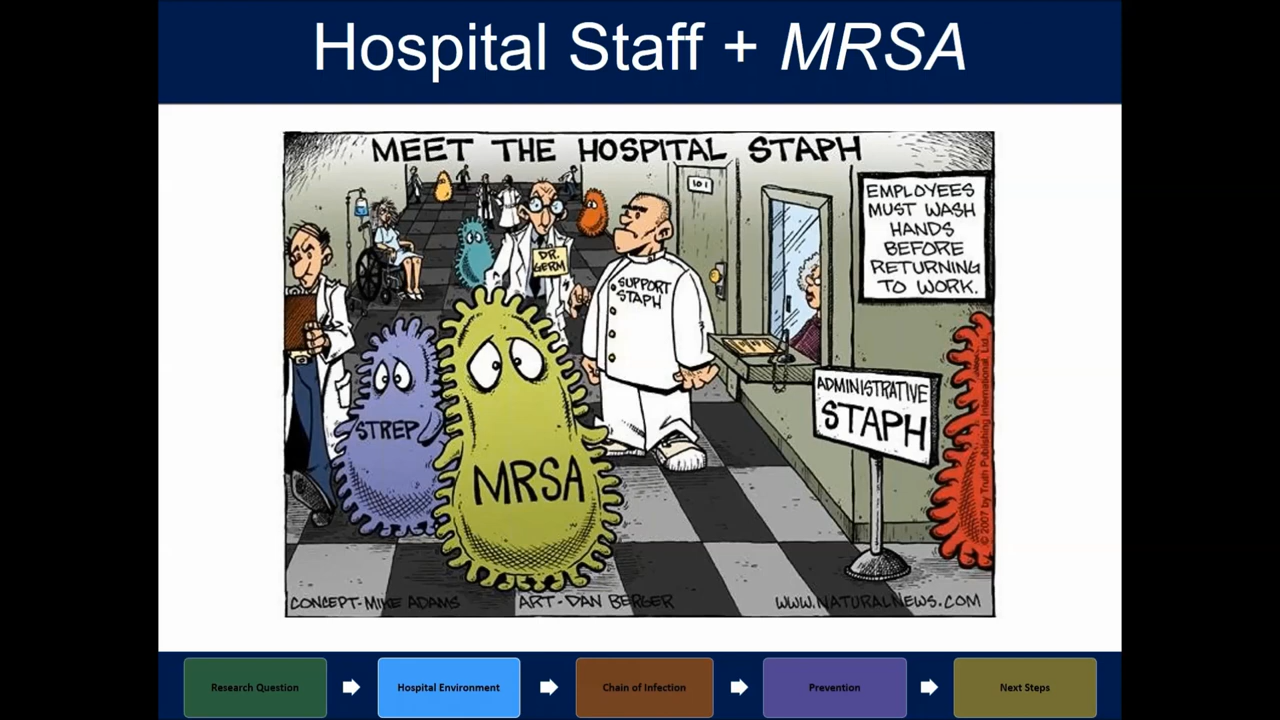 Hospital Staff + MRSA
MEET THE HOSPITAL STAPH
101
EMPLOYEES
MUST WASH
HANDS
BEFORE
RETURNING
TO WORK.
DR.
GERM
SUPPORT
STAPH
ADMINISTRATIVE
STAPH
STREP
MRSA
© 2007 by Truth Publishing International, Ltd.
CONCEPT-MIKE ADAMS
ART-DAN BERGER
WWW.NATURALNEWS.COM
Research Question
Hospital Environment
Chain of Infection
Prevention
Next Steps